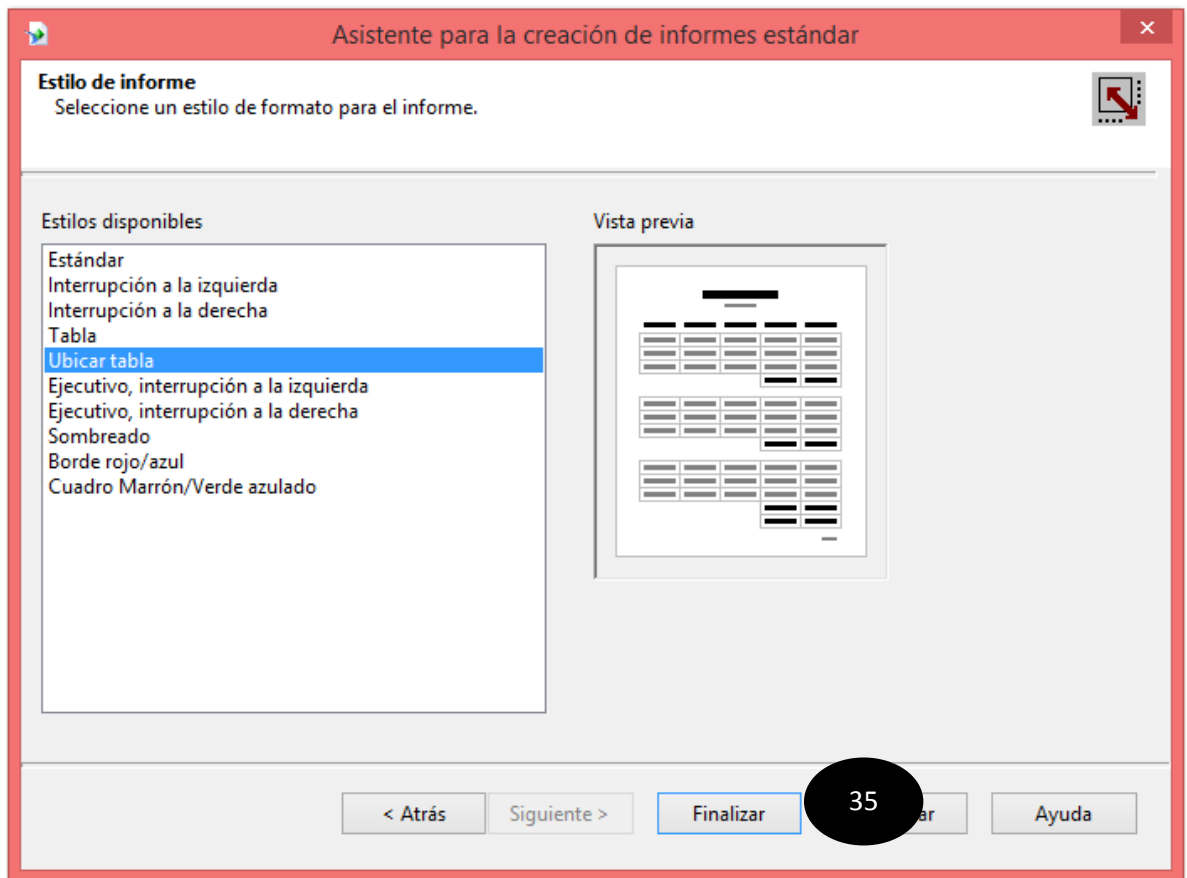 Asistente para la creación de informes estándar
Estilo de informe
Seleccione un estilo de formato para el informe.
Estilos disponibles
Vista previa
Estándar
Interrupción a la izquierda
Interrupción a la derecha
Tabla
Ubicar tabla
Ejecutivo, interrupción a la izquierda
Ejecutivo, interrupción a la derecha
Sombreado
Borde rojo/azul
Cuadro Marrón/Verde azulado
< Atrás
Siguiente >
Finalizar
35
ar
Ayuda